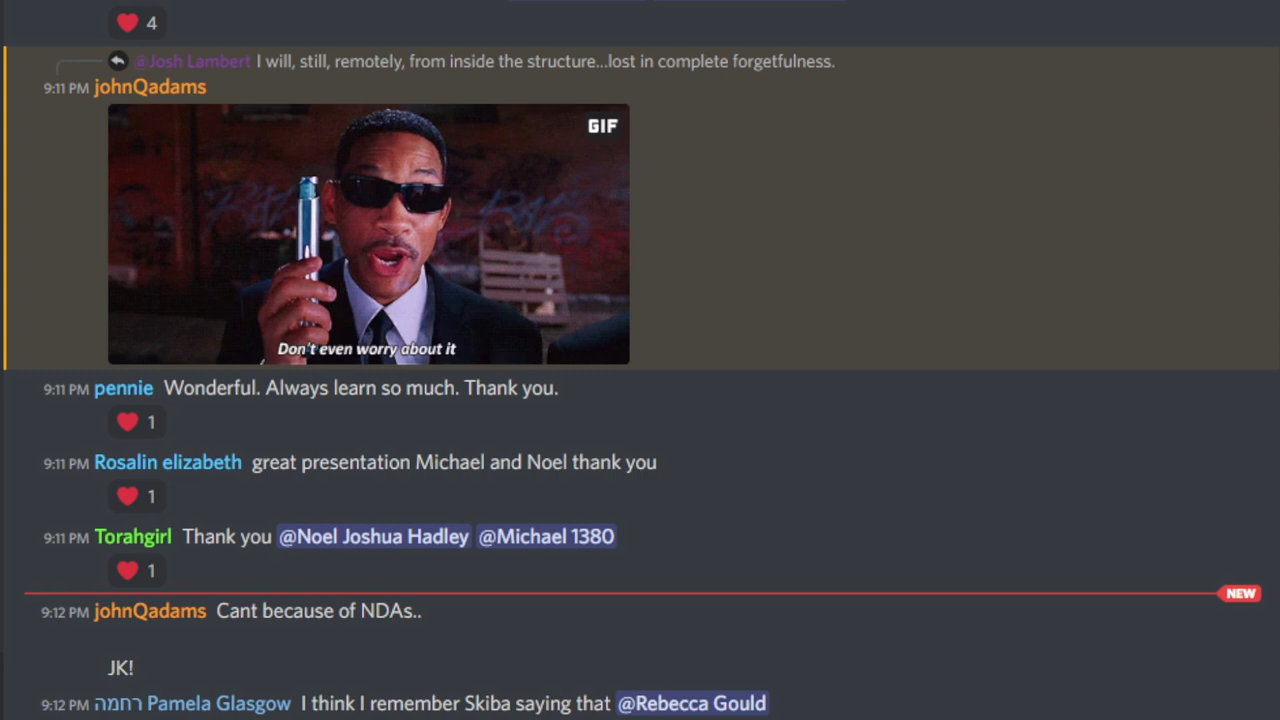 4
@Josh Lambert I will, still, remotely, from inside the structure...lost in complete forgetfulness.
9:11 PM johnQadams
GIF
Don't even worry about it
9:11 PM pennie Wonderful. Always learn so much. Thank you.
1
9:11 PM Rosalin elizabeth great presentation Michael and Noel thank you
1
9:11 PM Torahgirl Thank you @Noel Joshua Hadley @Michael 1380
1
NEW
9:12 PM johnQadams Cant because of NDAs..
JK!
9:12 PM רחמה Pamela Glasgow I think I remember Skiba saying that @Rebecca Gould